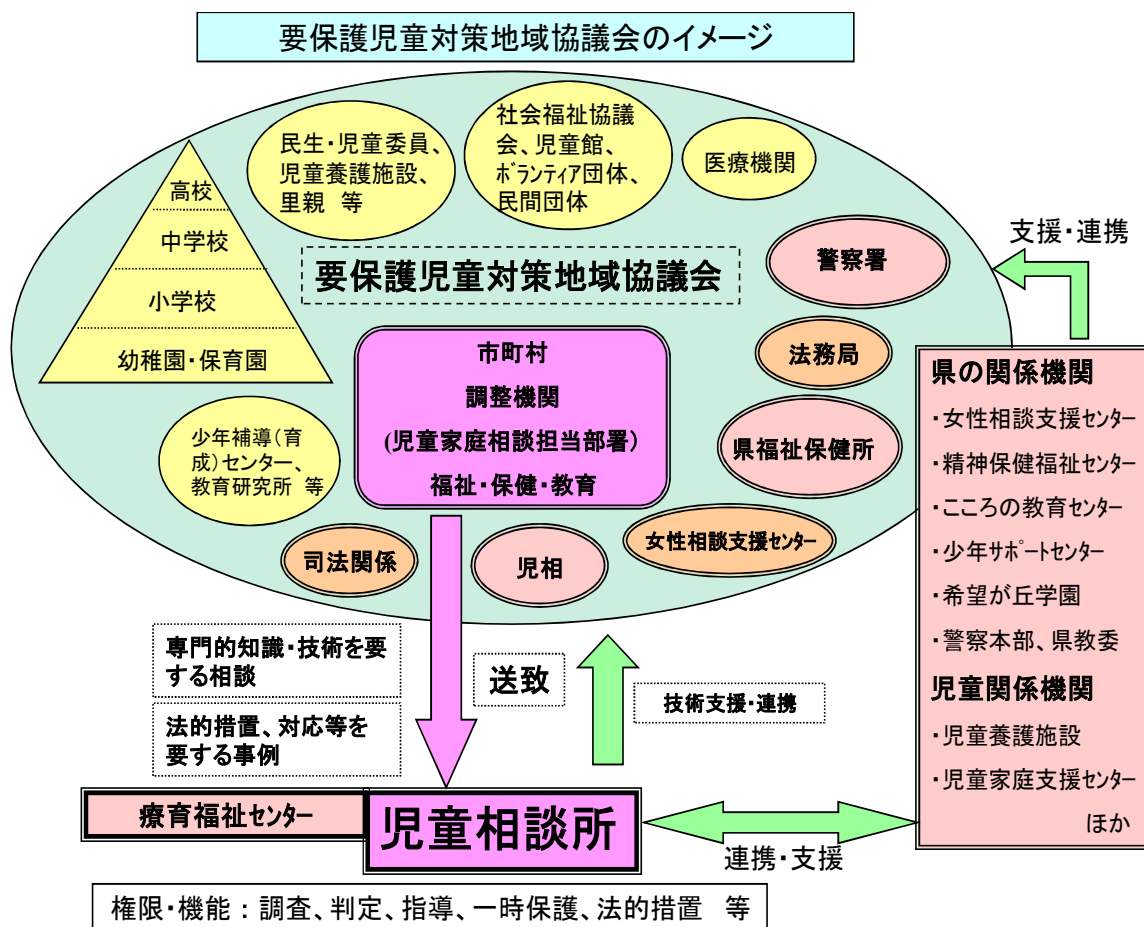 要保護児童対策地域協議会のイメージ
民生・児童委員、
児童養護施設、
里親 等
社会福祉協議
会、児童館、
ボランティア団体、
民間団体
医療機関
高校
中学校
小学校
幼稚園・保育園
要保護児童対策地域協議会
警察署
支援・連携
市町村
調整機関
(児童家庭相談担当部署)
福祉・保健・教育
法務局
県福祉保健所
少年補導(育
成)センター、
教育研究所 等
司法関係
児相
女性相談支援センター
県の関係機関
・女性相談支援センター
・精神保健福祉センター
・こころの教育センター
・少年サポートセンター
・希望が丘学園
・警察本部、県教委
児童関係機関
・児童養護施設
・児童家庭支援センター
ほか
専門的知識・技術を要
する相談
法的措置、対応等を
要する事例
送致
技術支援・連携
療育福祉センター
児童相談所
連携・支援
権限・機能：調査、判定、指導、一時保護、法的措置 等